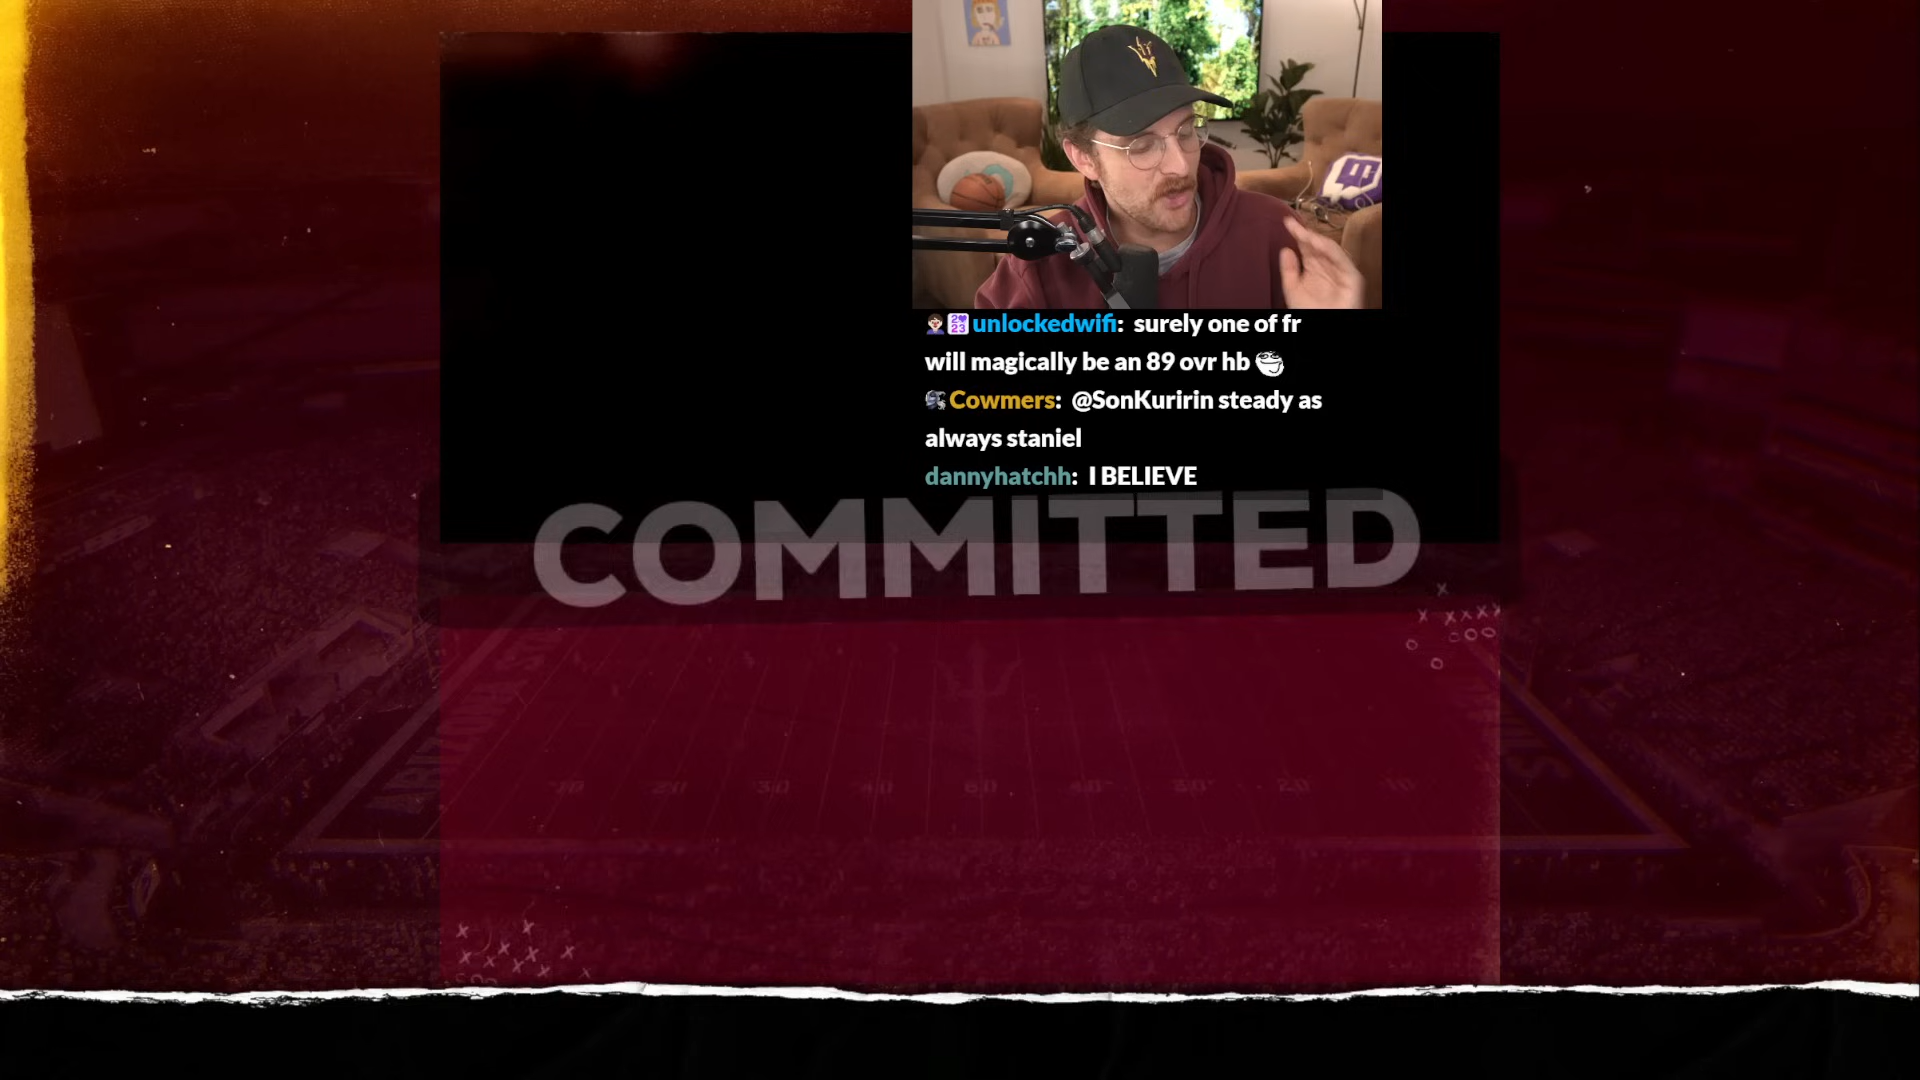 unlockedwifi: surely one of fr
will magically be an 89 ovr hb
Cowmers: @SonKuririn steady as
always staniel
dannyhatchh: I BELIEVE
COMMITTED